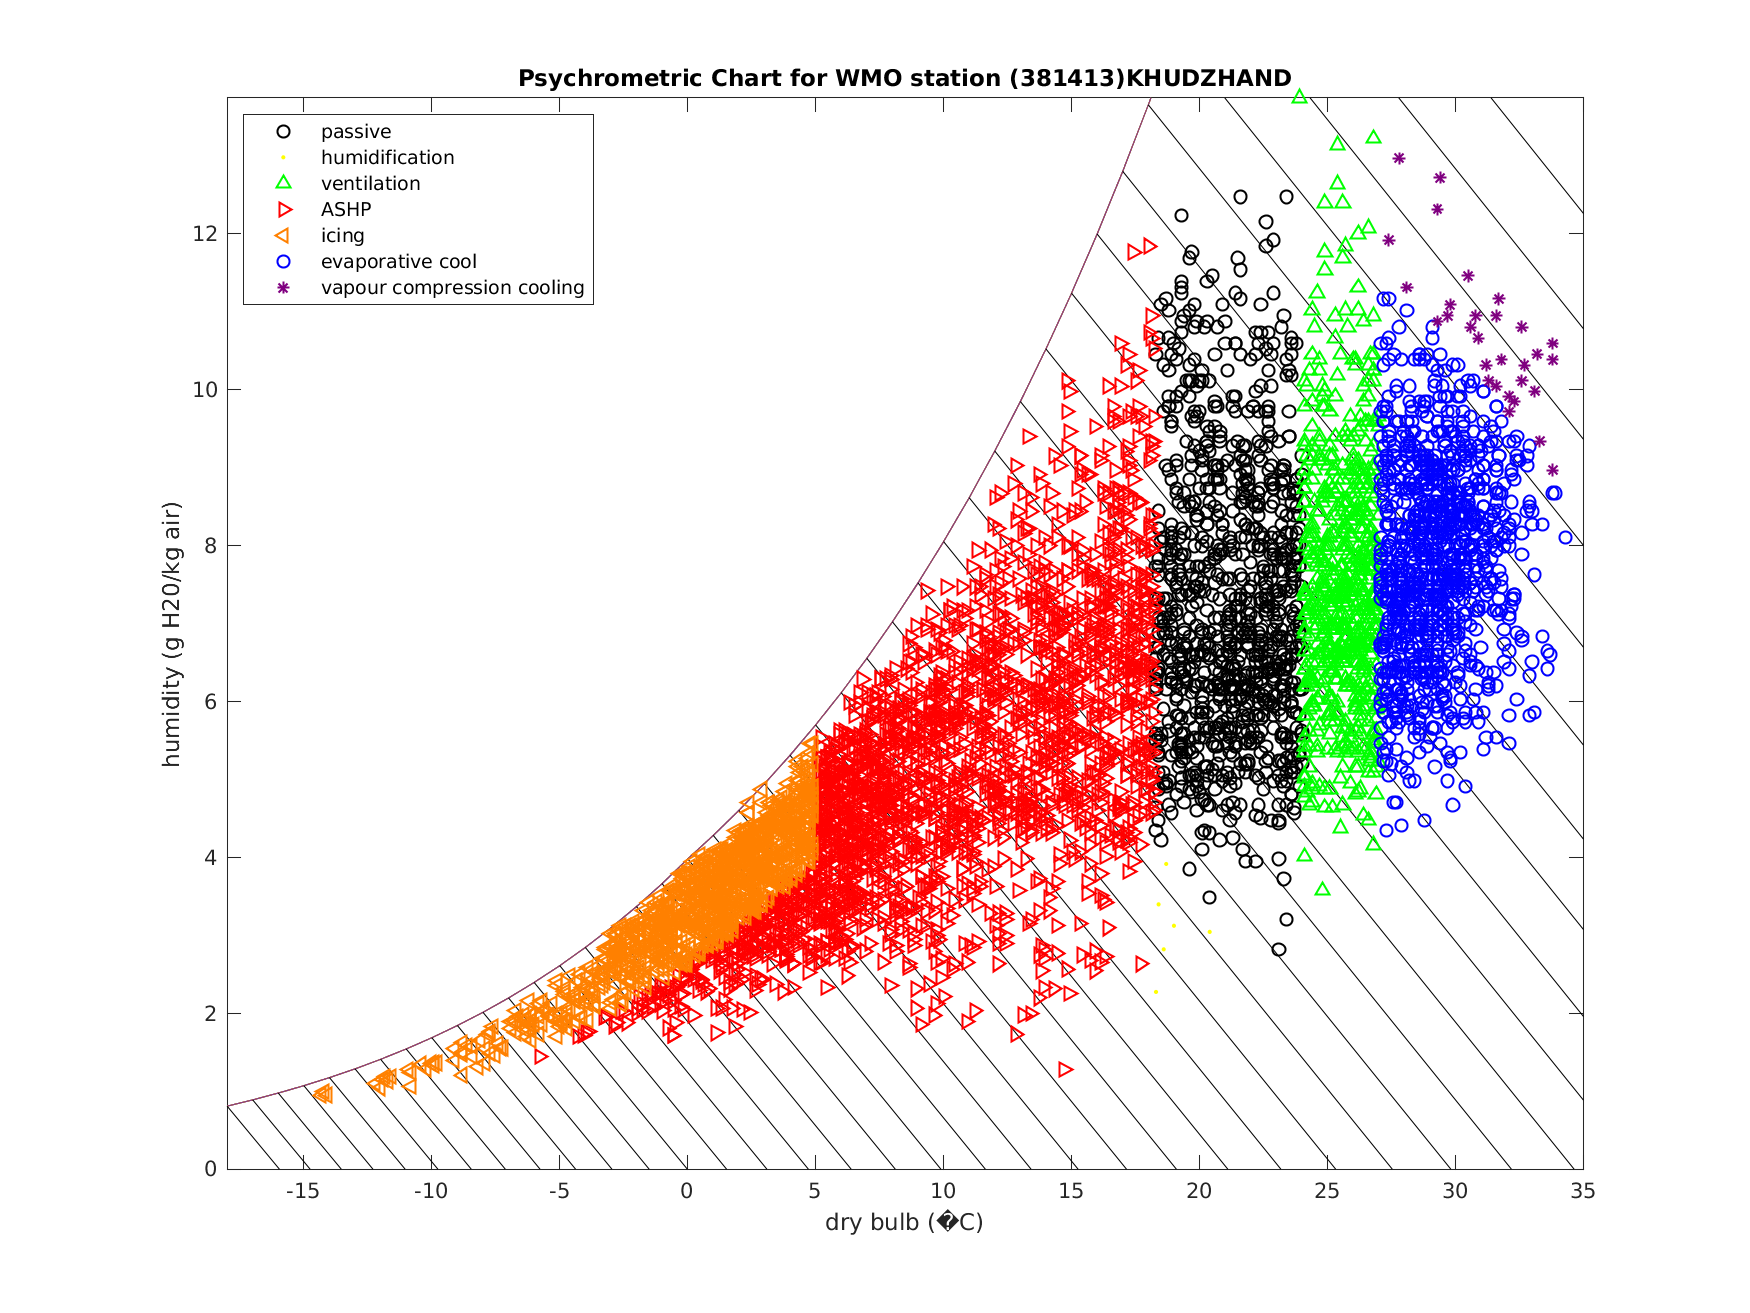 Psychrometric Chart for WMO station (381413)KHUDZHAND
passive
humidification
ventilation
ASHP
icing
evaporative cool
vapour compression cooling
humidity (g H20/kg air)
12
10
8
6
4
2
0
-15 -10 -5 0 5 10 15 20 25 30 35
dry bulb (�C)